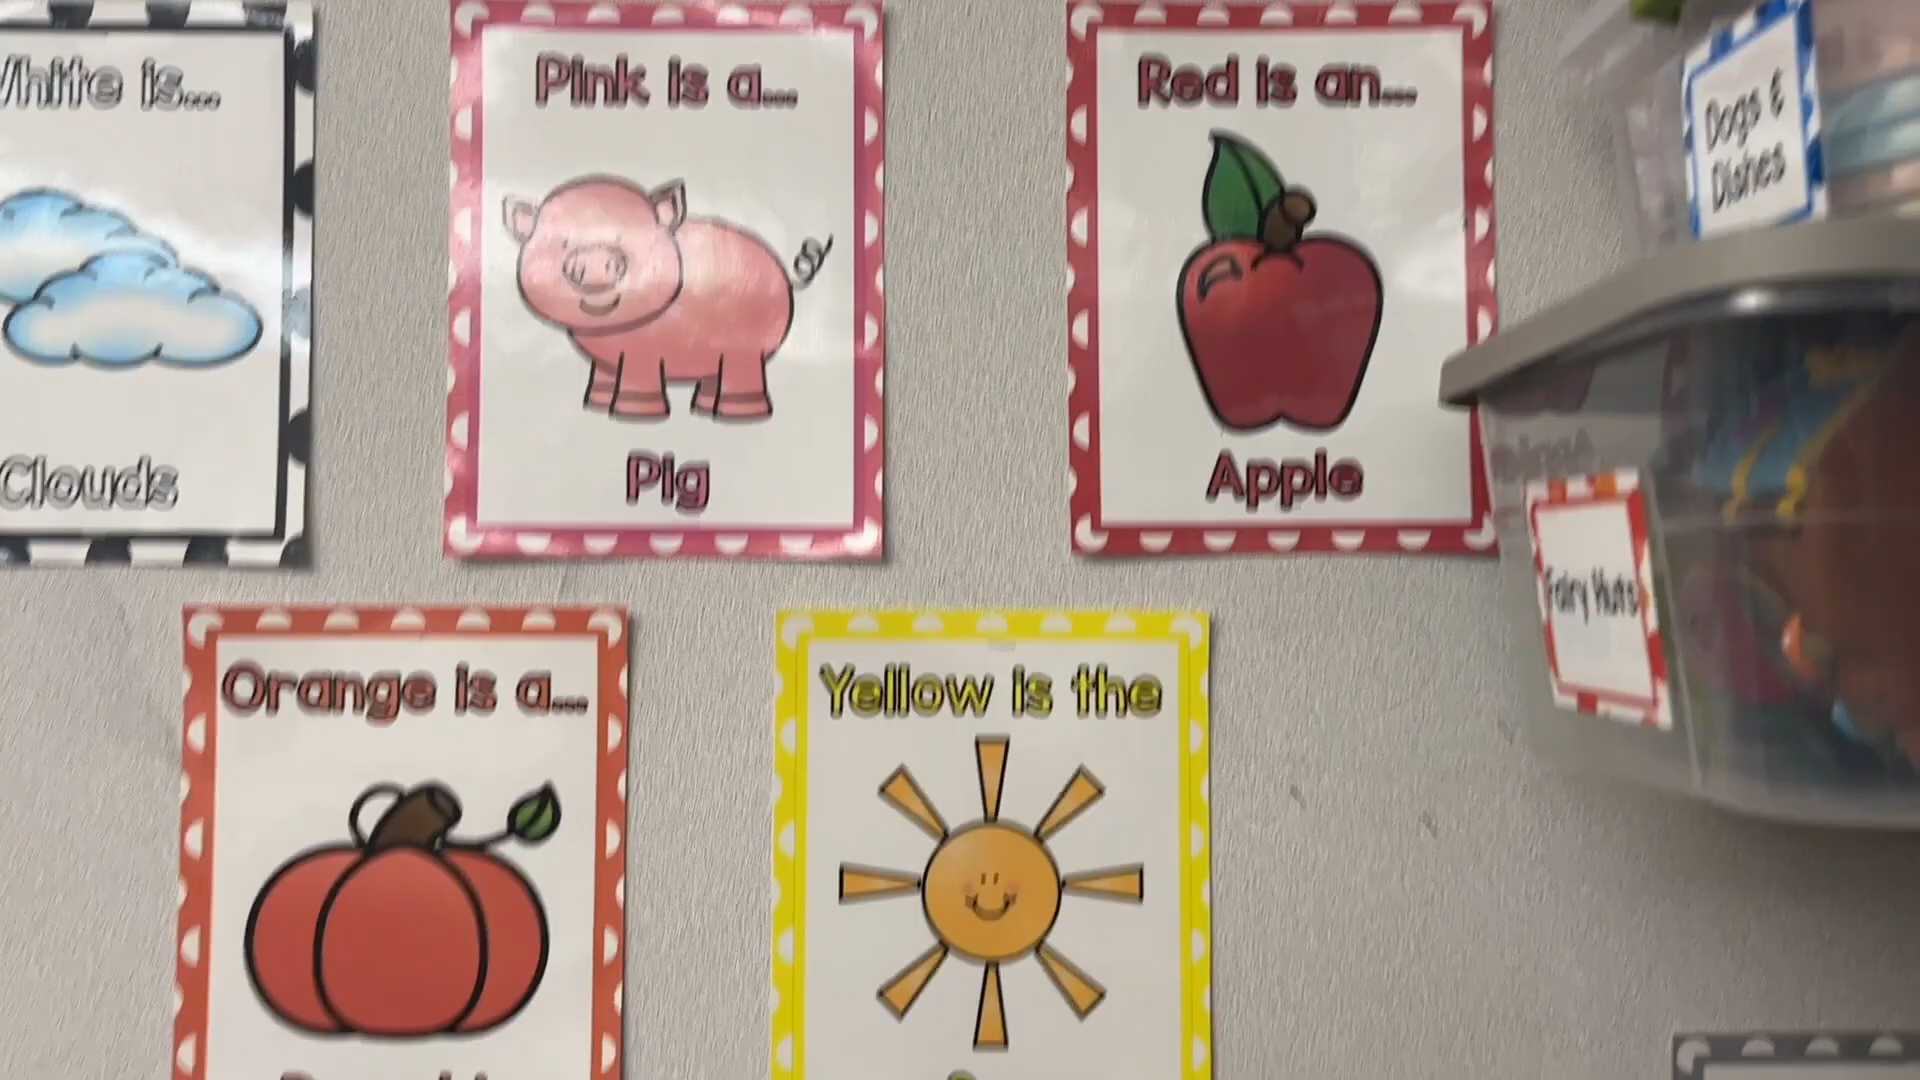 White is...
Clouds
Pink is a...
Pig
Red is an...
Apple
Dogs &
Dishes
Fairy Huts
Orange is a...
Yellow is the